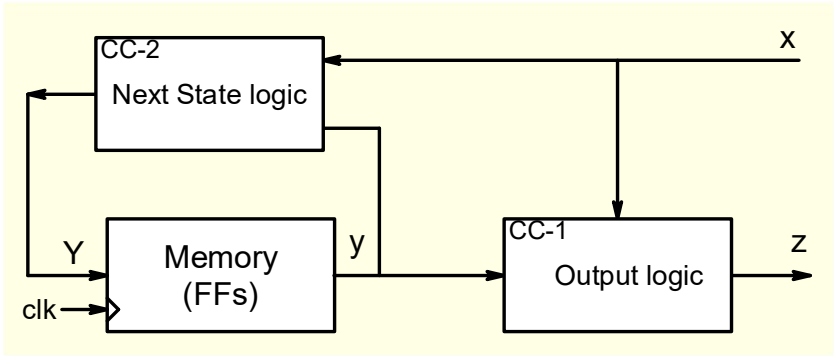 x
CC-2
Next State logic
CC-1
Output logic
z
Y
Memory
(FFs)
y
clk